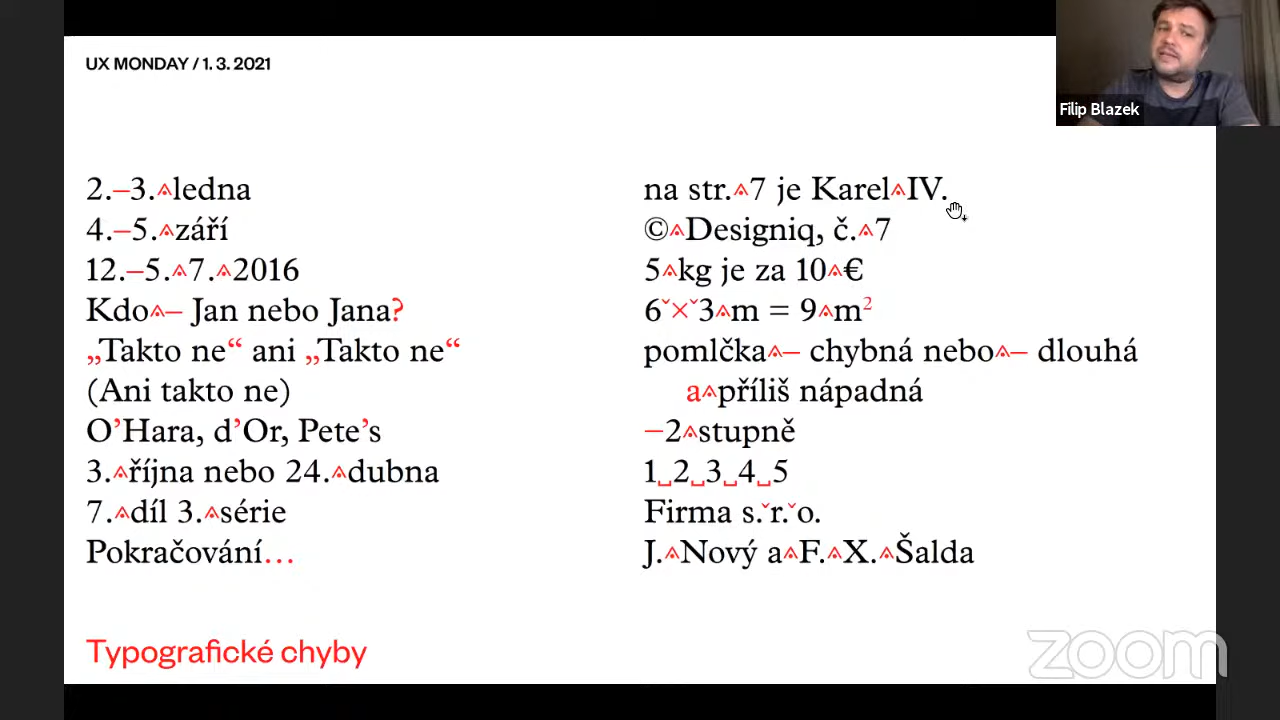 UX MONDAY / 1. 3. 2021
Filip Blazek
2.–3.⩓ledna
4.–5.⩓září
12.–5.⩓7.⩓2016
Kdo⩓– Jan nebo Jana?
„Takto ne“ ani „Takto ne“
(Ani takto ne)
O’Hara, d’Or, Pete’s
3.⩓října nebo 24.⩓dubna
7.⩓díl 3.⩓série
Pokračování…
na str.⩓7 je Karel⩓IV.
©⩓Designiq, č.⩓7
5⩓kg je za 10⩓€
6ˇ×ˇ3⩓m = 9⩓m²
pomlčka⩓– chybná nebo⩓– dlouhá
a⩓příliš nápadná
−2⩓stupně
1␣2␣3␣4␣5
Firma s.ˇr.ˇo.
J.⩓Nový a⩓F.⩓X.⩓Šalda
Typografické chyby
zoom